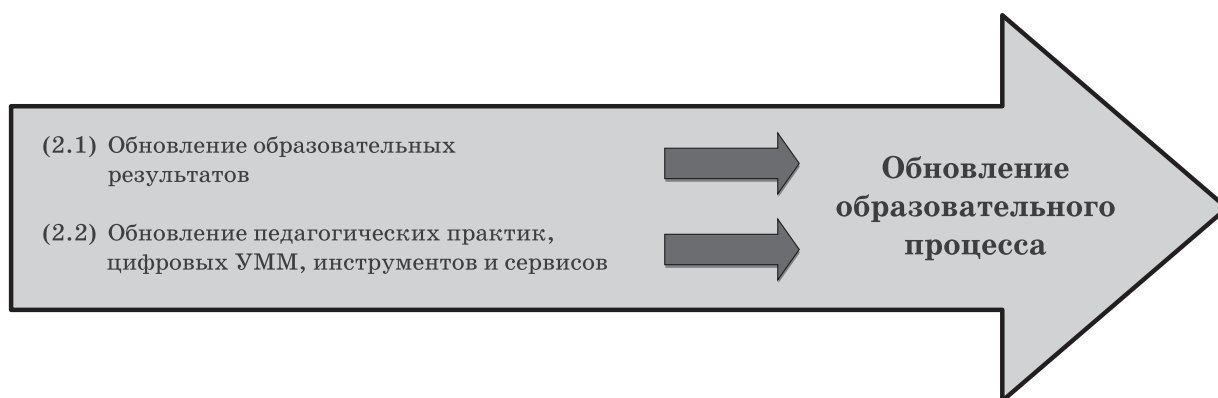 (2.1) Обновление образовательных
результатов
(2.2) Обновление педагогических практик,
цифровых УММ, инструментов и сервисов
Обновление
образовательного
процесса